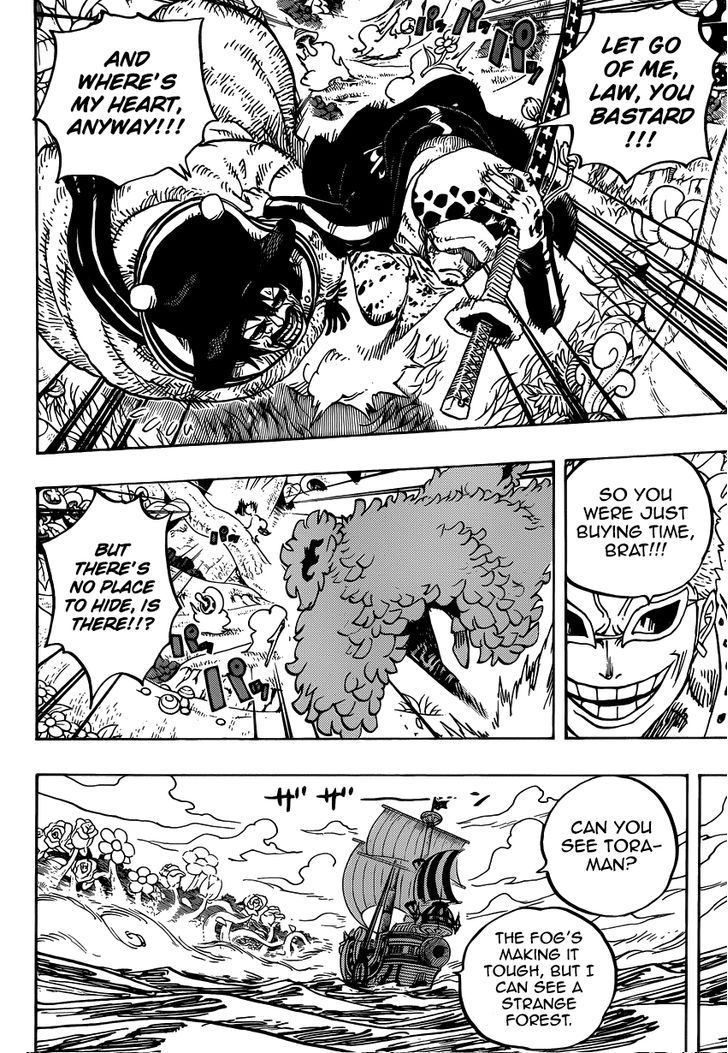 LET GO
OF ME,
LAW, YOU
BASTARD
!!!
AND
WHERE'S
MY HEART,
ANYWAY!!!
SO YOU
WERE JUST
BUYING TIME,
BRAT!!!
BUT
THERE'S
NO PLACE
TO HIDE, IS
THERE!!?
ザザ
CAN YOU
SEE TORA-
MAN?
THE FOG'S
MAKING IT
TOUGH, BUT I
CAN SEE A
STRANGE
FOREST.